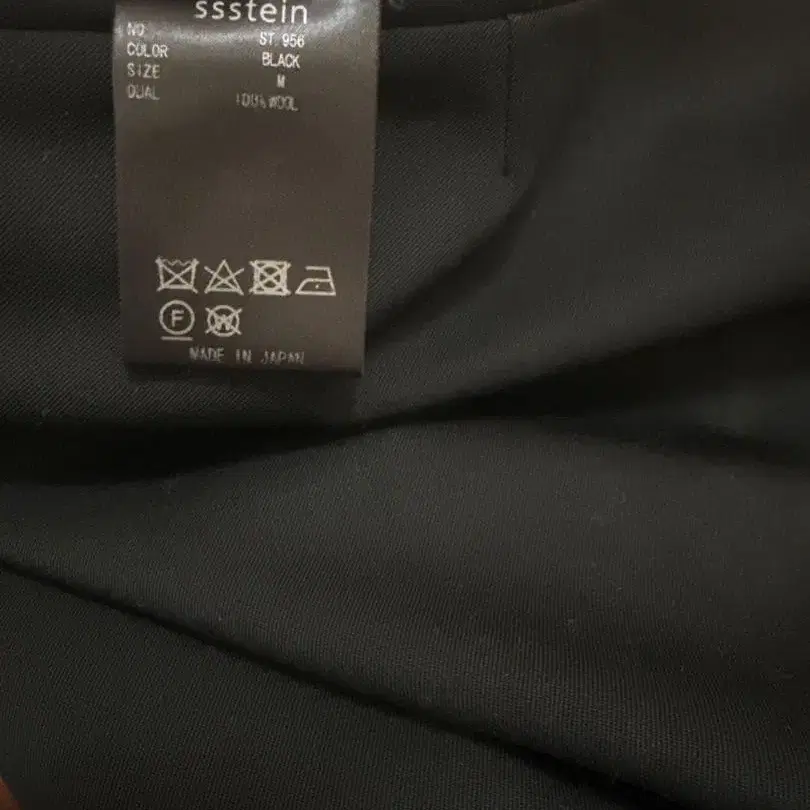 ssstein
NO ST.956
COLOR BLACK
SIZE M
QUAL 100%WOOL
F
W
MADE IN JAPAN